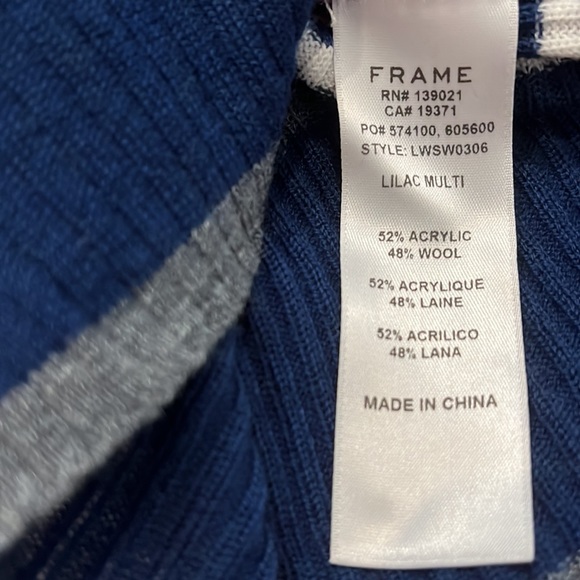 FRAME
RN# 139021
CA# 19371
PO# 574100, 605600
STYLE: LWSW0306
LILAC MULTI
52% ACRYLIC
48% WOOL
52% ACRYLIQUE
48% LAINE
52% ACRILICO
48% LANA
MADE IN CHINA